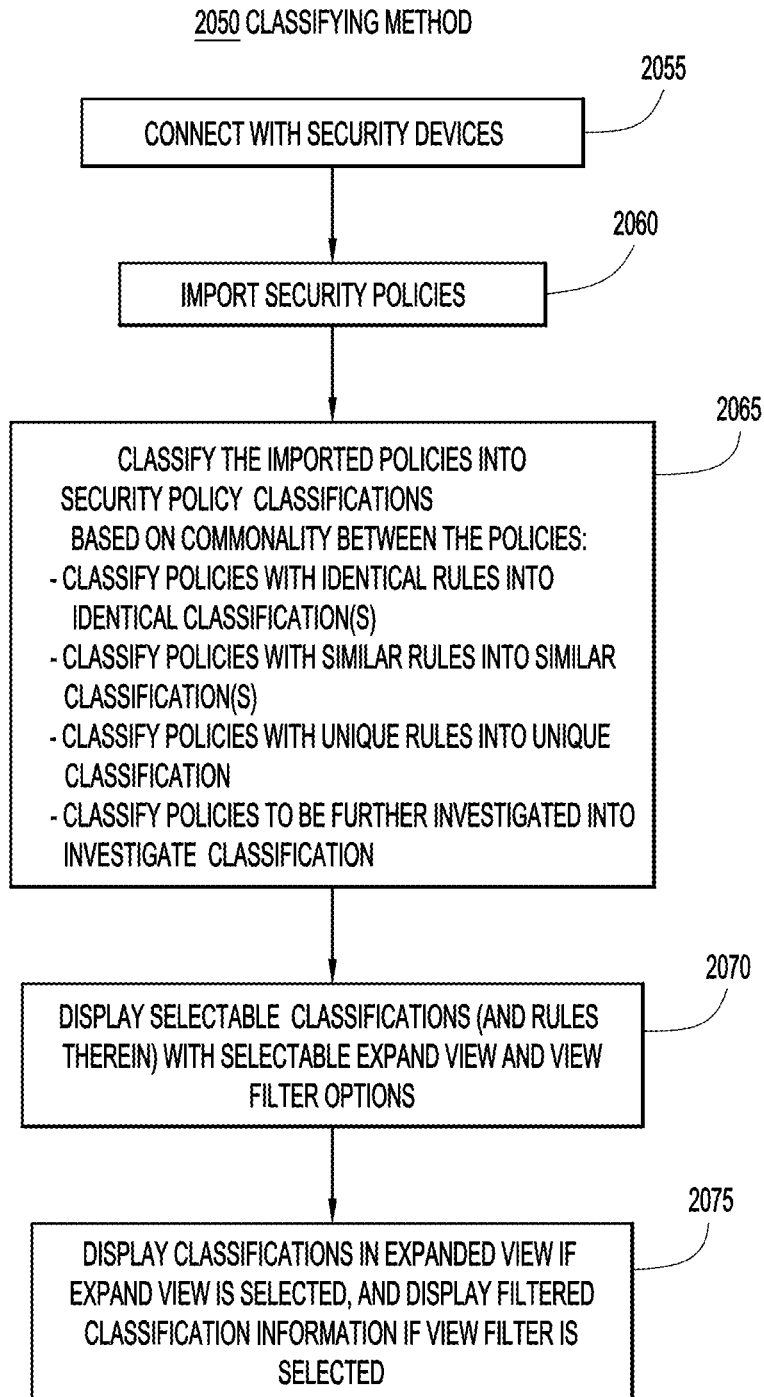 2050 CLASSIFYING METHOD
2055
CONNECT WITH SECURITY DEVICES
2060
IMPORT SECURITY POLICIES
2065
CLASSIFY THE IMPORTED POLICIES INTO
SECURITY POLICY CLASSIFICATIONS
BASED ON COMMONALITY BETWEEN THE POLICIES:
- CLASSIFY POLICIES WITH IDENTICAL RULES INTO
IDENTICAL CLASSIFICATION(S)
- CLASSIFY POLICIES WITH SIMILAR RULES INTO SIMILAR
CLASSIFICATION(S)
- CLASSIFY POLICIES WITH UNIQUE RULES INTO UNIQUE
CLASSIFICATION
- CLASSIFY POLICIES TO BE FURTHER INVESTIGATED INTO
INVESTIGATE CLASSIFICATION
2070
DISPLAY SELECTABLE CLASSIFICATIONS (AND RULES
THEREIN) WITH SELECTABLE EXPAND VIEW AND VIEW
FILTER OPTIONS
2075
DISPLAY CLASSIFICATIONS IN EXPANDED VIEW IF
EXPAND VIEW IS SELECTED, AND DISPLAY FILTERED
CLASSIFICATION INFORMATION IF VIEW FILTER IS
SELECTED